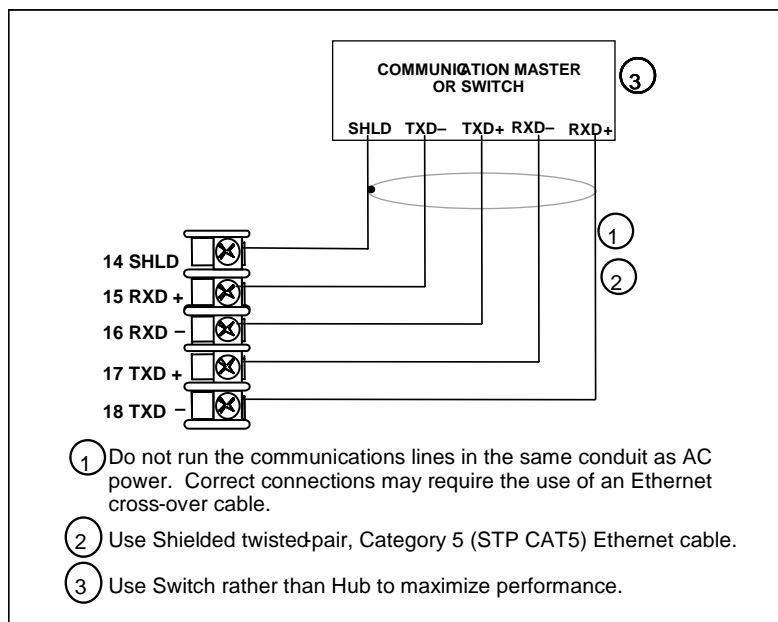 COMMUNICATION MASTER
OR SWITCH
3
SHLD TXD– TXD+ RXD– RXD+
1
2
14 SHLD
15 RXD +
16 RXD –
17 TXD +
18 TXD –
1 Do not run the communications lines in the same conduit as AC
power. Correct connections may require the use of an Ethernet
cross-over cable.
2 Use Shielded twisted-pair, Category 5 (STP CAT5) Ethernet cable.
3 Use Switch rather than Hub to maximize performance.